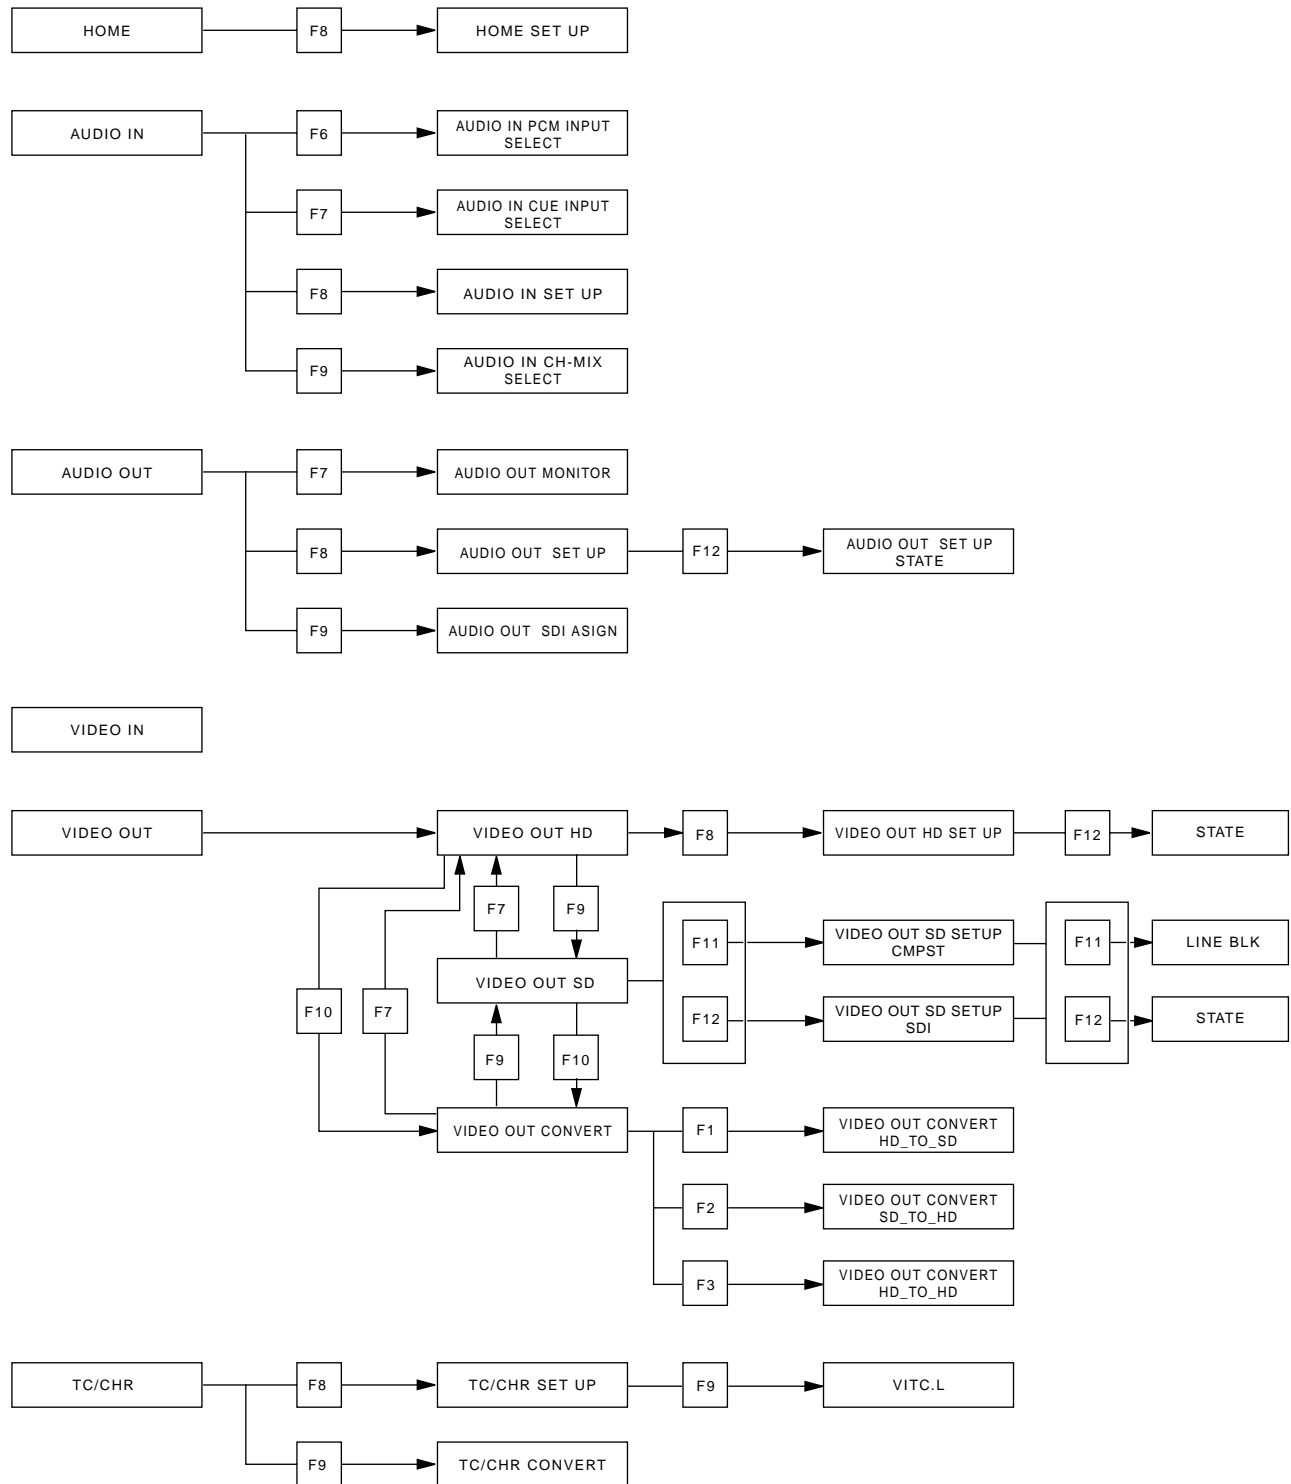 HOME
F8
HOME SET UP
AUDIO IN
F6
AUDIO IN PCM INPUT
SELECT
F7
AUDIO IN CUE INPUT
SELECT
F8
AUDIO IN SET UP
F9
AUDIO IN CH-MIX
SELECT
AUDIO OUT
F7
AUDIO OUT MONITOR
F8
AUDIO OUT SET UP
F12
AUDIO OUT SET UP
STATE
F9
AUDIO OUT SDI ASIGN
VIDEO IN
VIDEO OUT
VIDEO OUT HD
F8
VIDEO OUT HD SET UP
F12
STATE
F7
F9
F11
VIDEO OUT SD SETUP
CMPST
F11
LINE BLK
VIDEO OUT SD
F10
F7
F12
VIDEO OUT SD SETUP
SDI
F12
STATE
F9
F10
VIDEO OUT CONVERT
F1
VIDEO OUT CONVERT
HD_TO_SD
F2
VIDEO OUT CONVERT
SD_TO_HD
F3
VIDEO OUT CONVERT
HD_TO_HD
TC/CHR
F8
TC/CHR SET UP
F9
VITC.L
F9
TC/CHR CONVERT